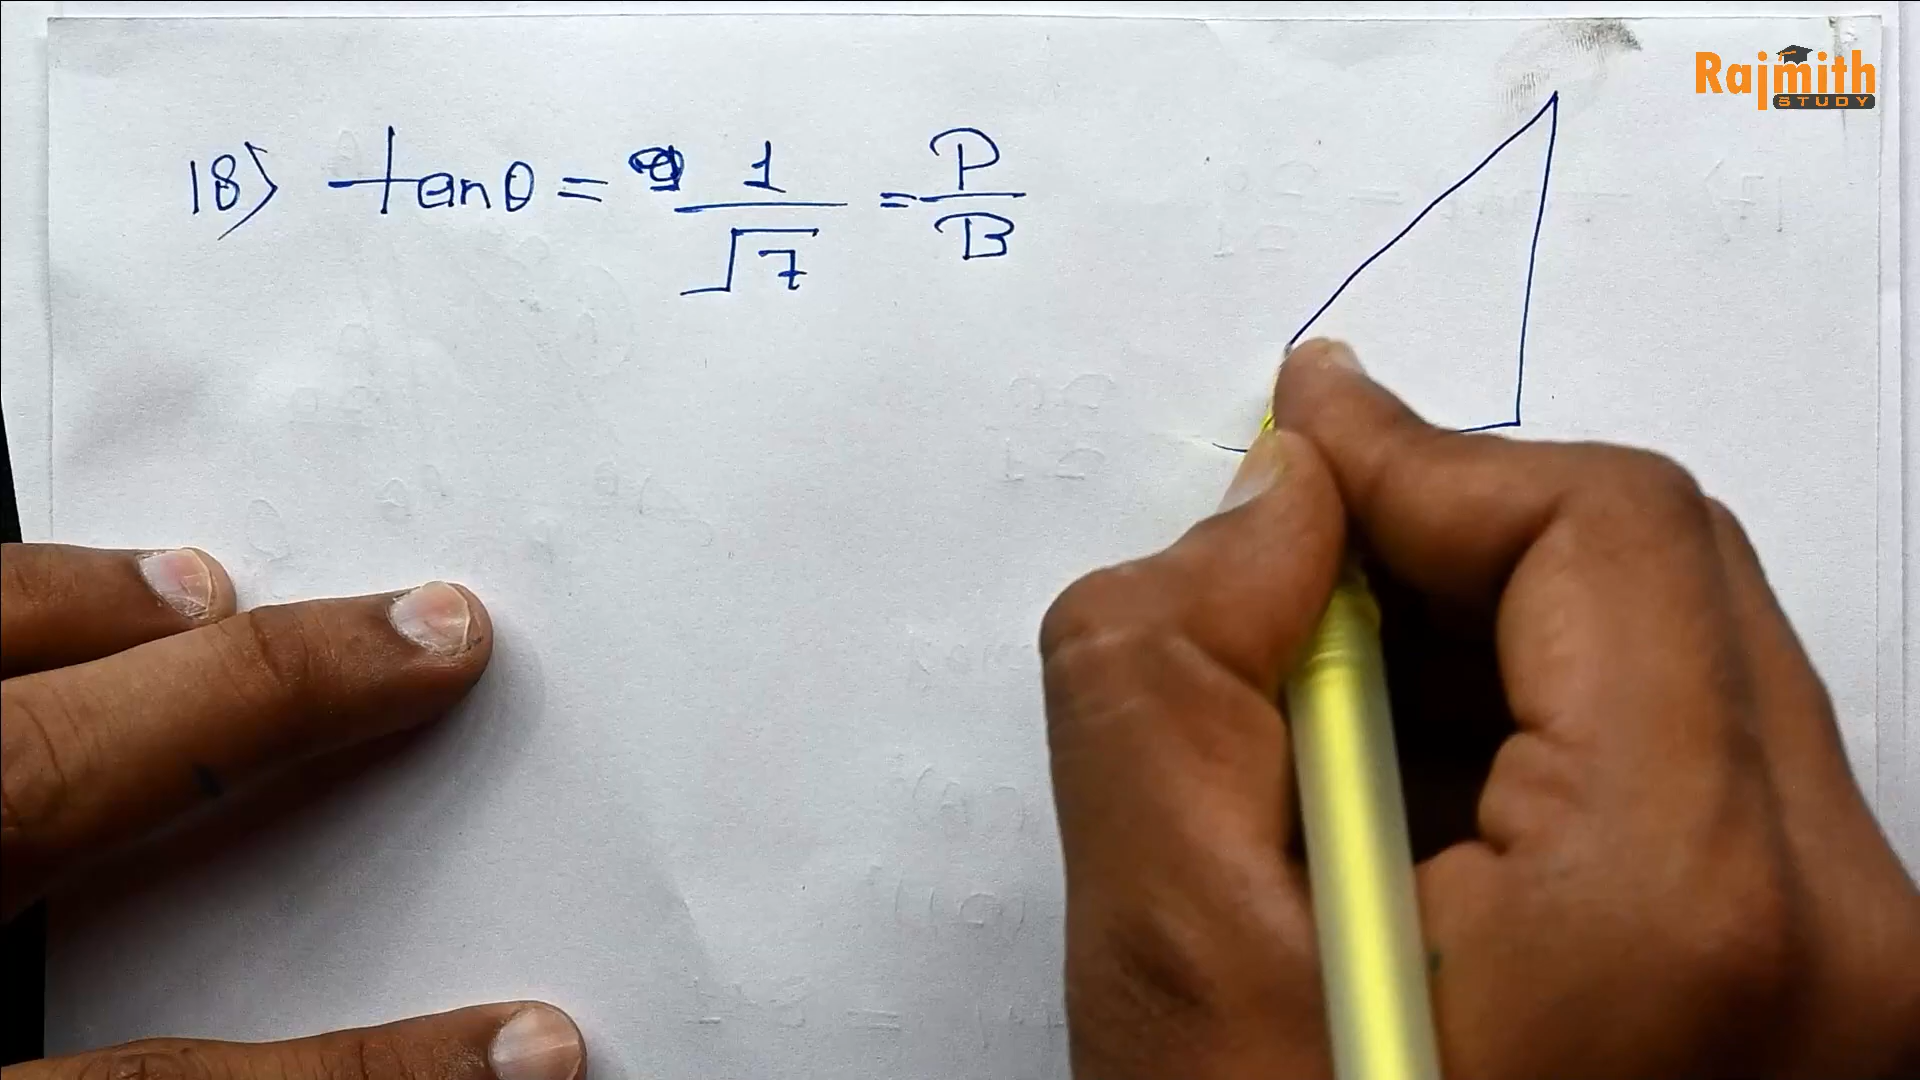 18) tanθ = 1/√7 = P/B
Rajmith
STUDY